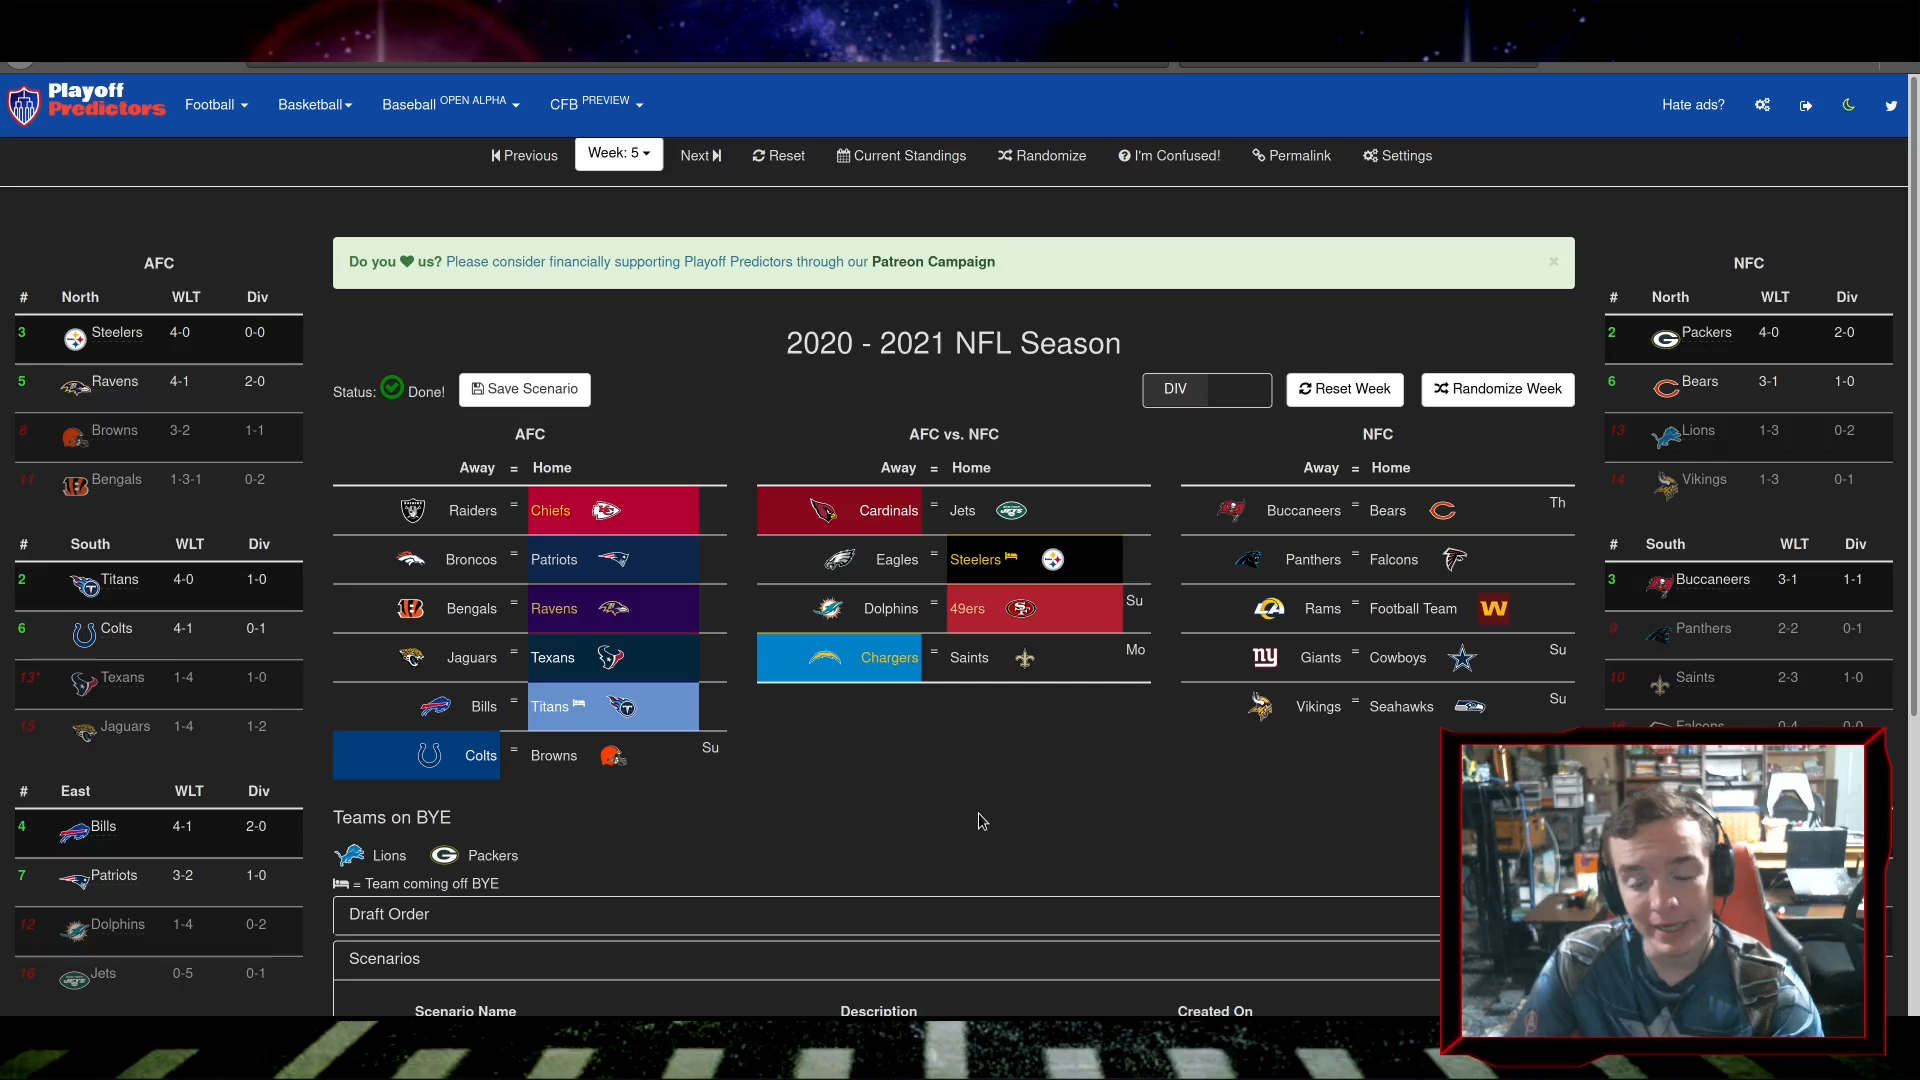 Playoff
Predictors
Football
Basketball
Baseball OPEN ALPHA
CFB PREVIEW
Hate ads?
Previous
Week: 5
Next
Reset
Current Standings
Randomize
I'm Confused!
Permalink
Settings
Do you us? Please consider financially supporting Playoff Predictors through our Patreon Campaign
×
2020 - 2021 NFL Season
Status: Done!
Save Scenario
DIV
Reset Week
Randomize Week
AFC
# North WLT Div
3 Steelers 4-0 0-0
5 Ravens 4-1 2-0
8 Browns 3-2 1-1
11 Bengals 1-3-1 0-2
# South WLT Div
2 Titans 4-0 1-0
6 Colts 4-1 0-1
13* Texans 1-4 1-0
15 Jaguars 1-4 1-2
# East WLT Div
4 Bills 4-1 2-0
7 Patriots 3-2 1-0
12 Dolphins 1-4 0-2
16 Jets 0-5 0-1
AFC
Away = Home
Raiders = Chiefs
Broncos = Patriots
Bengals = Ravens
Jaguars = Texans
Bills = Titans
Colts = Browns Su
AFC vs. NFC
Away = Home
Cardinals = Jets
Eagles = Steelers
Dolphins = 49ers Su
Chargers = Saints Mo
NFC
Away = Home
Buccaneers = Bears Th
Panthers = Falcons
Rams = Football Team
Giants = Cowboys Su
Vikings = Seahawks Su
Teams on BYE
Lions Packers
= Team coming off BYE
Draft Order
Scenarios
Scenario Name Description Created On
NFC
# North WLT Div
2 Packers 4-0 2-0
6 Bears 3-1 1-0
13 Lions 1-3 0-2
14 Vikings 1-3 0-1
# South WLT Div
3 Buccaneers 3-1 1-1
9 Panthers 2-2 0-1
10 Saints 2-3 1-0
Falcons 0-4 0-0